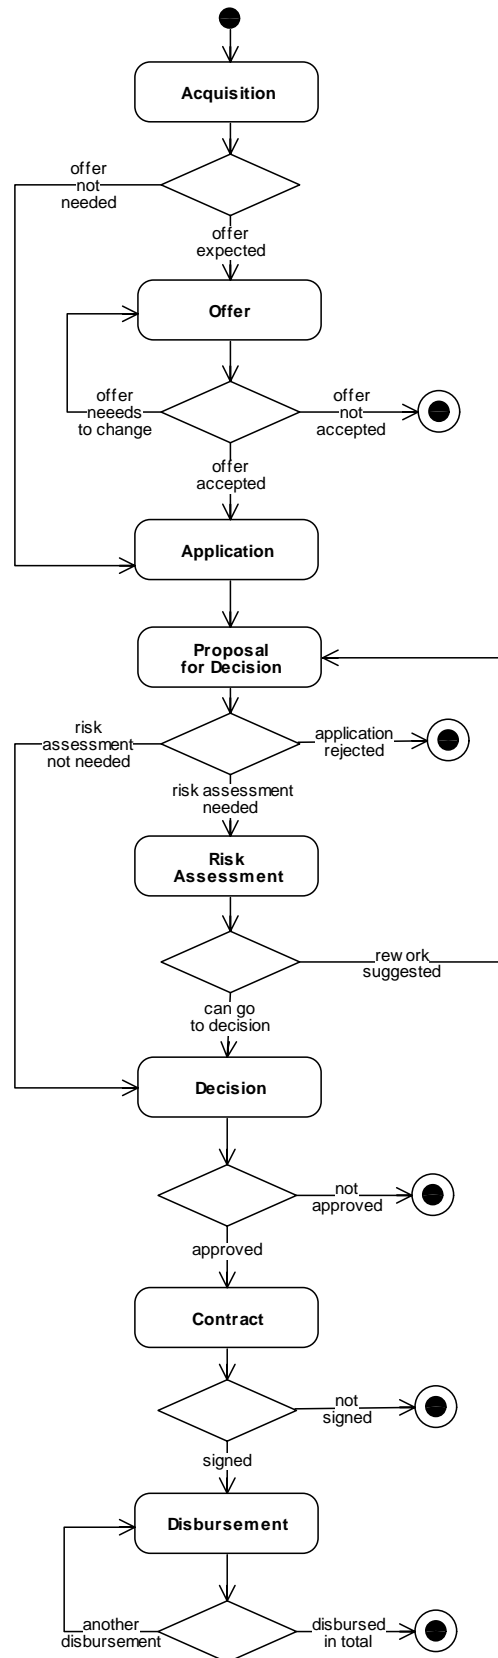 Acquisition
offer
not
needed
offer
expected
Offer
offer
neeeds
to change
offer
not
accepted
offer
accepted
Application
Proposal
for Decision
risk
assessment
not needed
application
rejected
risk assessment
needed
Risk
Assessment
rework
suggested
can go
to decision
Decision
not
approved
approved
Contract
not
signed
signed
Disbursement
another
disbursement
disbursed
in total